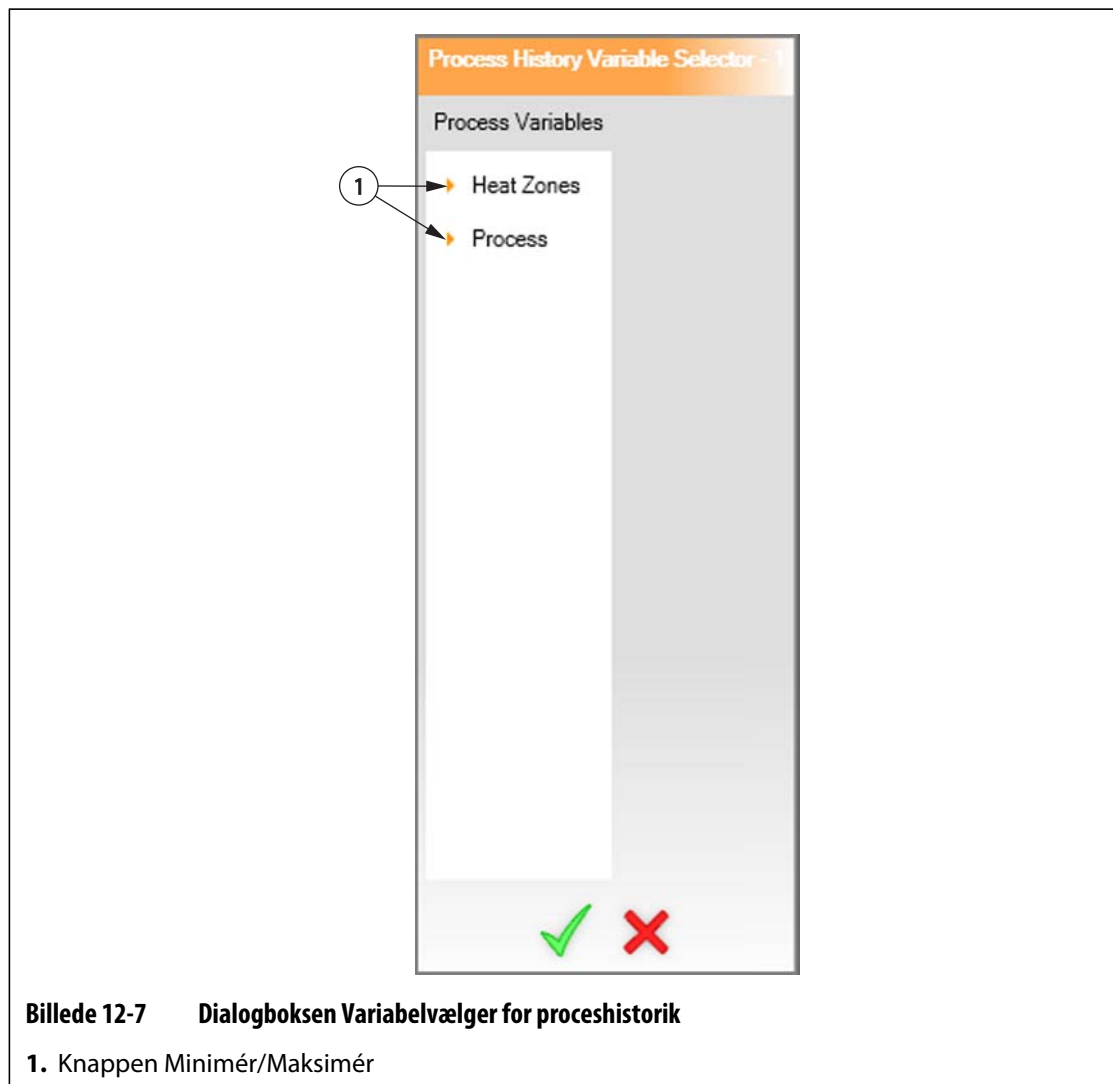 Process History Variable Selector - 1
Process Variables
1
Heat Zones
Process
Billede 12-7 Dialogboksen Variabelvælger for proceshistorik
1. Knappen Minimér/Maksimér